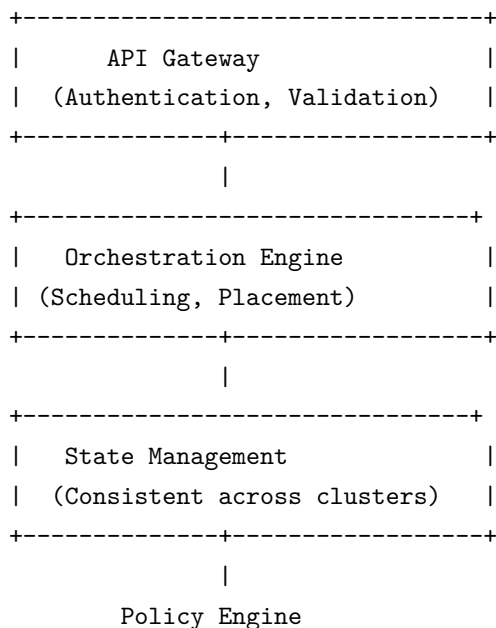 +---------------------------------+
|      API Gateway                |
|  (Authentication, Validation)   |
+--------------+------------------+
               |
+--------------------------------+
|   Orchestration Engine          |
| (Scheduling, Placement)         |
+--------------+------------------+
               |
+--------------------------------+
|   State Management              |
|  (Consistent across clusters)   |
+--------------+------------------+
               |
        Policy Engine